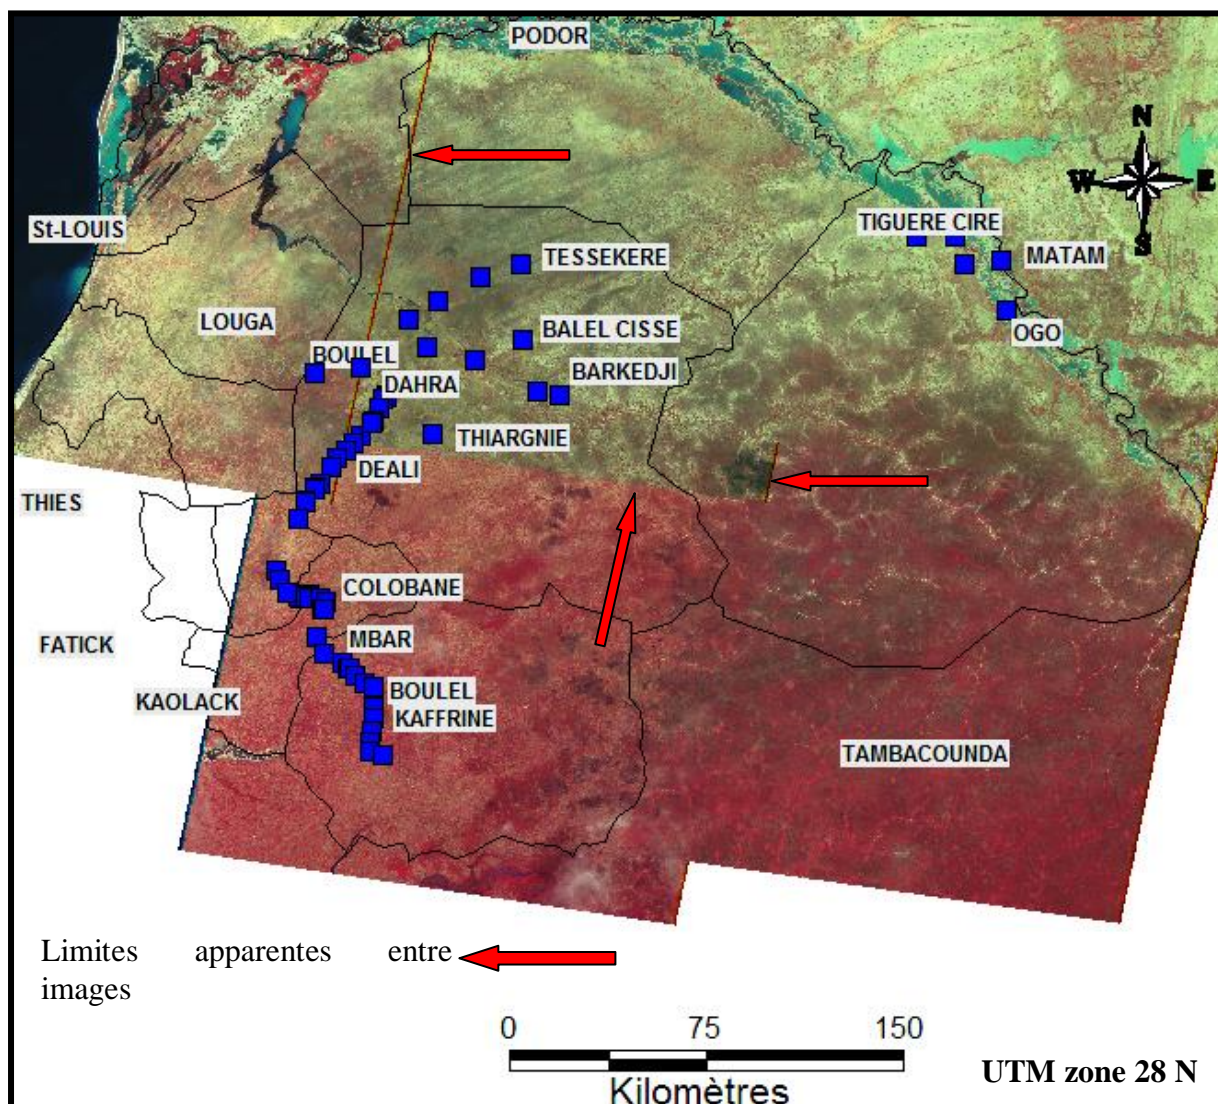 PODOR
N
W E
S
TIGUERE CIRE
St-LOUIS
TESSEKERE
MATAM
LOUGA
BALEL CISSE
OGO
BOULEL
BARKEDJI
DAHRA
THIARGNIE
DEALI
THIES
COLOBANE
FATICK
MBAR
KAOLACK
BOULEL
KAFFRINE
TAMBACOUNDA
Limites apparentes entre
images
0 75 150
Kilomètres
UTM zone 28 N